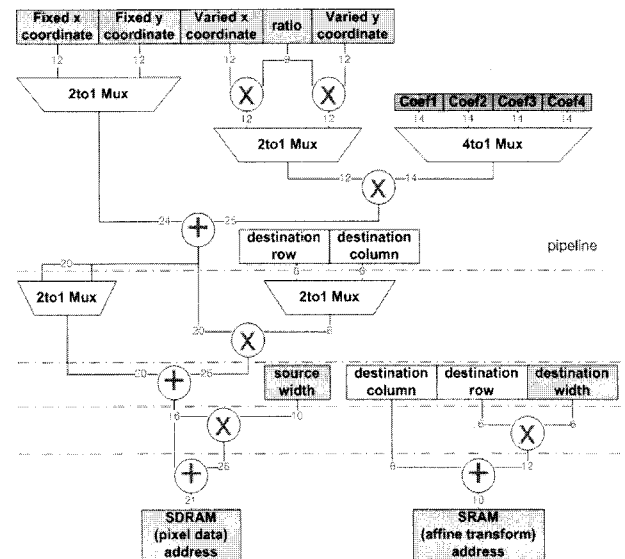 Fixed x coordinate
Fixed y coordinate
Varied x coordinate
ratio
Varied y coordinate
12
12
12
12
2to1 Mux
X
X
Coef1
Coef2
Coef3
Coef4
12
12
14
14
14
14
2to1 Mux
4to1 Mux
12
14
X
24
25
+
destination row
destination column
pipeline
20
6
6
2to1 Mux
2to1 Mux
20
6
X
20
26
+
source width
destination column
destination row
destination width
16
10
X
6
6
X
26
+
6
12
+
21
10
SDRAM
(pixel data)
address
SRAM
(affine transform)
address